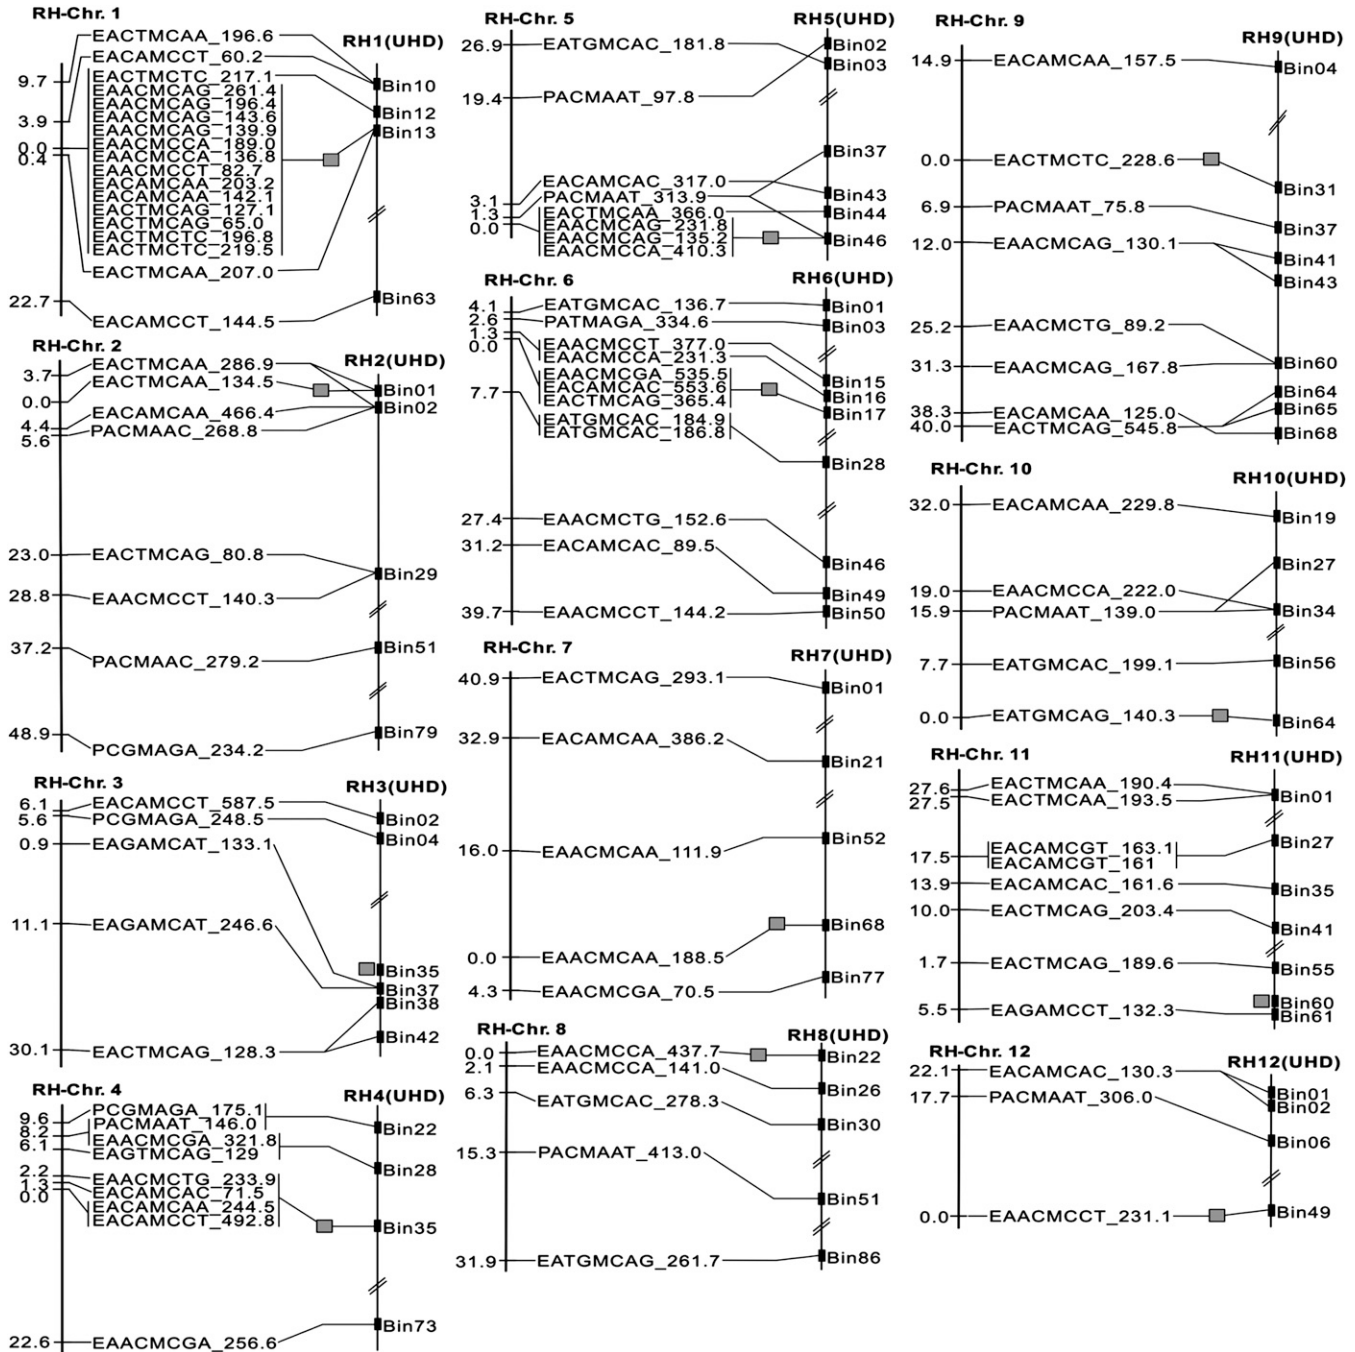 RH-Chr. 1
RH1(UHD)
EACTMCAA_196.6
EACAMCCT_60.2
9.7
EACTMCTC_217.1
EAACMCAG_261.4
Bin10
EAACMCAG_196.4
3.9
EAACMCAG_143.6
Bin12
EAACMCAG_139.9
Bin13
EAACMCCA_189.0
0.0
EAACMCCA_136.8
0.4
EAACMCCT_82.7
EACAMCAA_203.2
EACAMCAA_142.1
EACTMCAG_127.1
EACTMCAG_65.0
EACTMCTC_196.8
EACTMCTC_219.5
EACTMCAA_207.0
22.7
Bin63
EACAMCCT_144.5
RH-Chr. 2
RH2(UHD)
EACTMCAA_286.9
3.7
EACTMCAA_134.5
Bin01
0.0
EACAMCAA_466.4
Bin02
4.4
PACMAAC_268.8
5.6
23.0
EACTMCAG_80.8
Bin29
28.8
EAACMCCT_140.3
37.2
Bin51
PACMAAC_279.2
48.9
Bin79
PCGMAGA_234.2
RH-Chr. 3
RH3(UHD)
6.1
EACAMCCT_587.5
5.6
PCGMAGA_248.5
Bin02
0.9
EAGAMCAT_133.1
Bin04
11.1
EAGAMCAT_246.6
Bin35
Bin37
Bin38
Bin42
30.1
EACTMCAG_128.3
RH-Chr. 4
RH4(UHD)
PCGMAGA_175.1
9.6
PACMAAT_146.0
Bin22
8.2
EAACMCGA_321.8
6.1
EAGTMCAG_129
Bin28
2.2
EAACMCTG_233.9
1.3
EACAMCAC_71.5
0.0
EACAMCAA_244.5
EACAMCCT_492.8
Bin35
Bin73
22.6
EAACMCGA_256.6
RH-Chr. 5
RH5(UHD)
26.9
EATGMCAC_181.8
Bin02
Bin03
19.4
PACMAAT_97.8
Bin37
EACAMCAC_317.0
3.1
PACMAAT_313.9
Bin43
1.3
EACTMCAA_366.0
Bin44
0.0
EAACMCAG_231.8
EAACMCAG_135.2
Bin46
EAACMCCA_410.3
RH-Chr. 6
RH6(UHD)
4.1
EATGMCAC_136.7
Bin01
2.6
PATMAGA_334.6
Bin03
1.3
EAACMCCT_377.0
0.0
EAACMCCA_231.3
EAACMCGA_535.5
Bin15
7.7
EACAMCAC_553.6
Bin16
EACTMCAG_365.4
Bin17
EATGMCAC_184.9
EATGMCAC_186.8
Bin28
27.4
EAACMCTG_152.6
31.2
EACAMCAC_89.5
Bin46
Bin49
39.7
EAACMCCT_144.2
Bin50
RH-Chr. 7
RH7(UHD)
40.9
EACTMCAG_293.1
Bin01
32.9
EACAMCAA_386.2
Bin21
16.0
EAACMCAA_111.9
Bin52
Bin68
0.0
EAACMCAA_188.5
Bin77
4.3
EAACMCGA_70.5
RH-Chr. 8
RH8(UHD)
0.0
EAACMCCA_437.7
Bin22
2.1
EAACMCCA_141.0
Bin26
6.3
EATGMCAC_278.3
Bin30
15.3
PACMAAT_413.0
Bin51
31.9
EATGMCAG_261.7
Bin86
RH-Chr. 9
RH9(UHD)
14.9
EACAMCAA_157.5
Bin04
0.0
EACTMCTC_228.6
Bin31
6.9
PACMAAT_75.8
Bin37
12.0
EAACMCAG_130.1
Bin41
Bin43
25.2
EAACMCTG_89.2
31.3
EAACMCAG_167.8
Bin60
Bin64
38.3
EACAMCAA_125.0
Bin65
40.0
EACTMCAG_545.8
Bin68
RH-Chr. 10
RH10(UHD)
32.0
EACAMCAA_229.8
Bin19
Bin27
19.0
EAACMCCA_222.0
15.9
PACMAAT_139.0
Bin34
7.7
EATGMCAC_199.1
Bin56
0.0
EATGMCAG_140.3
Bin64
RH-Chr. 11
RH11(UHD)
27.6
EACTMCAA_190.4
27.5
EACTMCAA_193.5
Bin01
EACAMCGT_163.1
Bin27
17.5
EACAMCGT_161
13.9
EACAMCAC_161.6
Bin35
10.0
EACTMCAG_203.4
Bin41
1.7
EACTMCAG_189.6
Bin55
Bin60
5.5
EAGAMCCT_132.3
Bin61
RH-Chr. 12
RH12(UHD)
22.1
EACAMCAC_130.3
Bin01
17.7
PACMAAT_306.0
Bin02
Bin06
0.0
EAACMCCT_231.1
Bin49